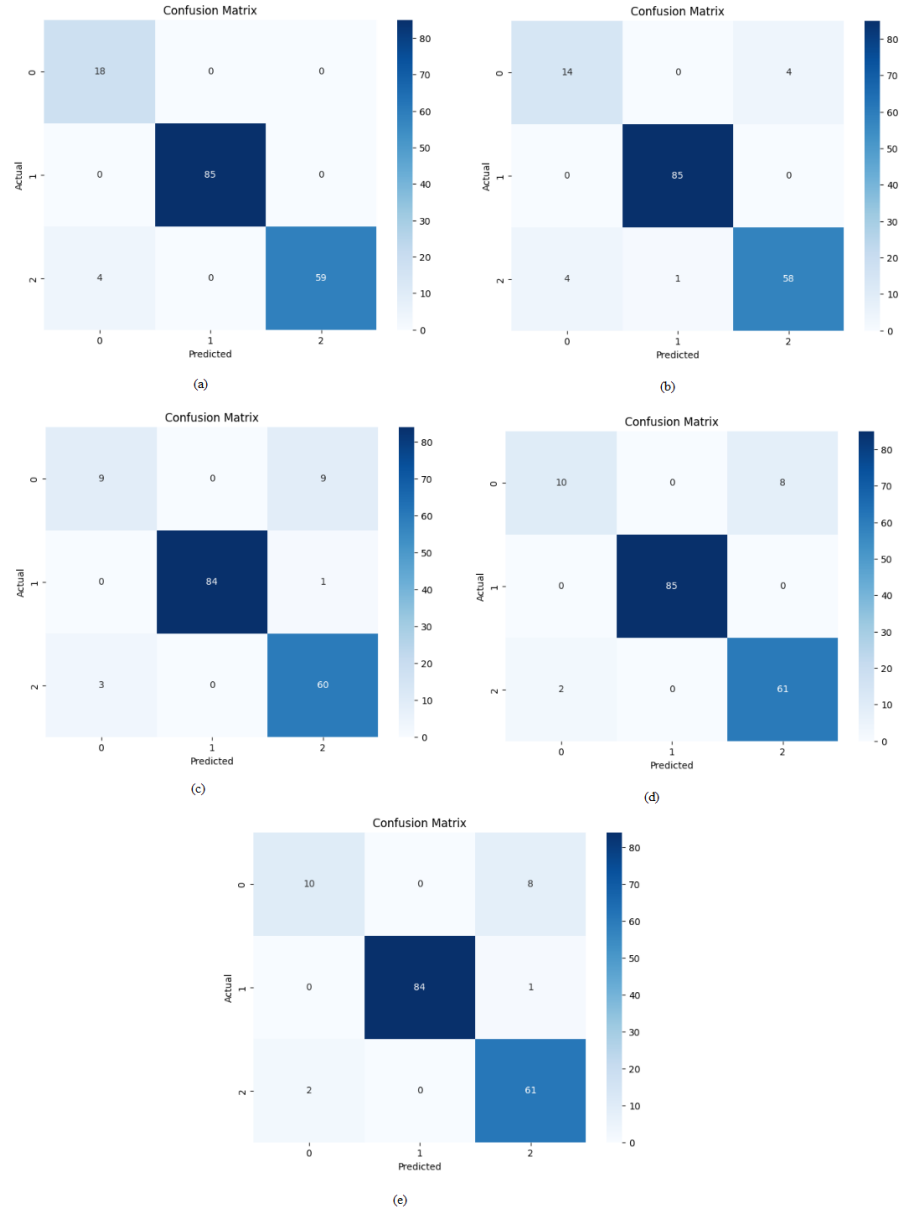 Confusion Matrix
80
70
60
50
40
30
20
10
0
0
18 0 0
1
0 85 0
2
4 0 59
Actual
0 1 2
Predicted
(a)
Confusion Matrix
80
70
60
50
40
30
20
10
0
0
14 0 4
1
0 85 0
2
4 1 58
Actual
0 1 2
Predicted
(b)
Confusion Matrix
80
70
60
50
40
30
20
10
0
0
9 0 9
1
0 84 1
2
3 0 60
Actual
0 1 2
Predicted
(c)
Confusion Matrix
80
70
60
50
40
30
20
10
0
0
10 0 8
1
0 85 0
2
2 0 61
Actual
0 1 2
Predicted
(d)
Confusion Matrix
80
70
60
50
40
30
20
10
0
0
10 0 8
1
0 84 1
2
2 0 61
Actual
0 1 2
Predicted
(e)